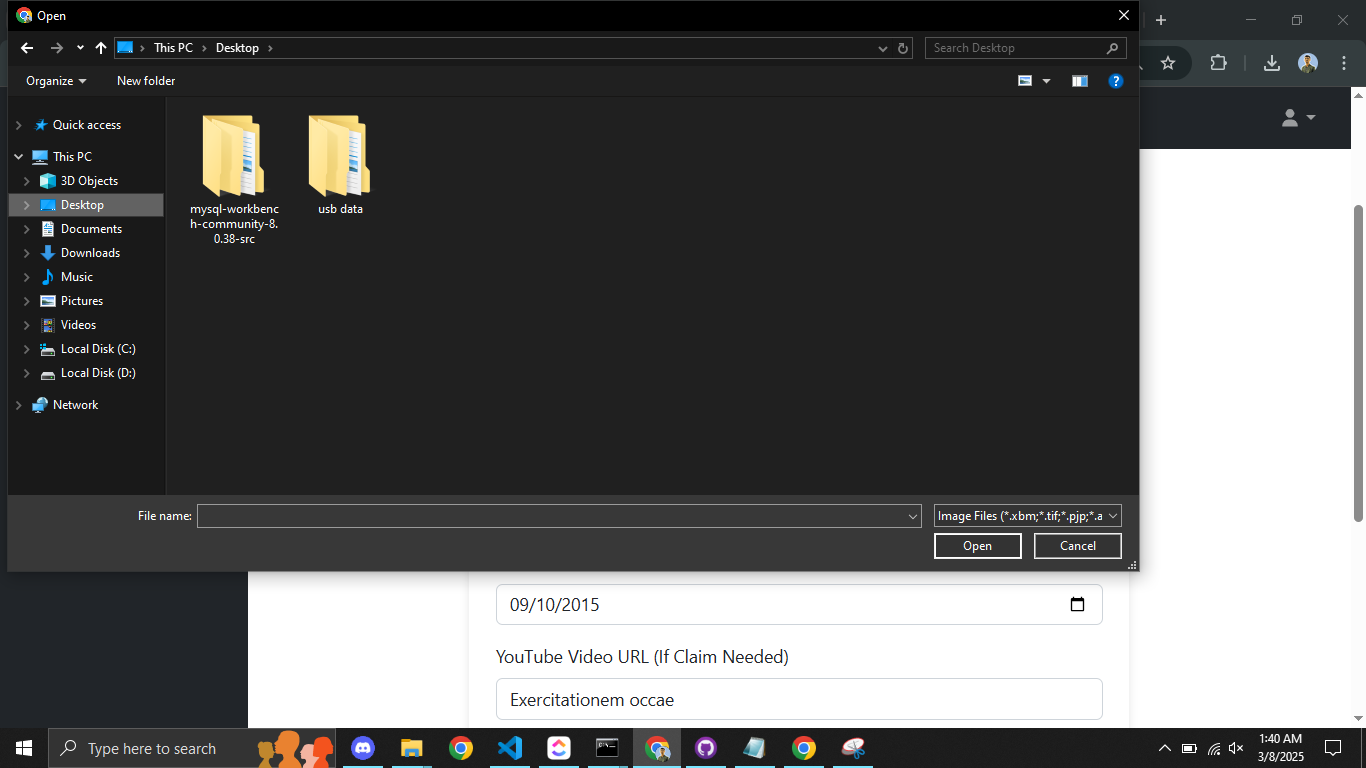 Open
This PC
Desktop
Search Desktop
Organize
New folder
Quick access
This PC
3D Objects
Desktop
Documents
Downloads
Music
Pictures
Videos
Local Disk (C:)
Local Disk (D:)
Network
mysql-workbenc
h-community-8.
0.38-src
usb data
File name:
Image Files (*.xbm;*.tif;*.pjp;*.a
Open
Cancel
09/10/2015
YouTube Video URL (If Claim Needed)
Exercitationem occae
Type here to search
1:40 AM
3/8/2025